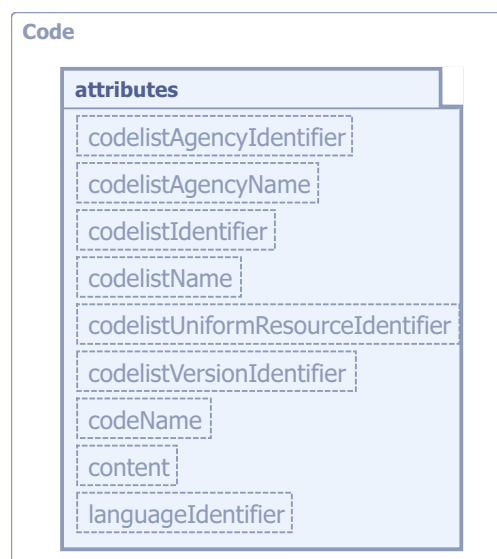 Code
attributes
codelistAgencyIdentifier
codelistAgencyName
codelistIdentifier
codelistName
codelistUniformResourceIdentifier
codelistVersionIdentifier
codeName
content
languageIdentifier